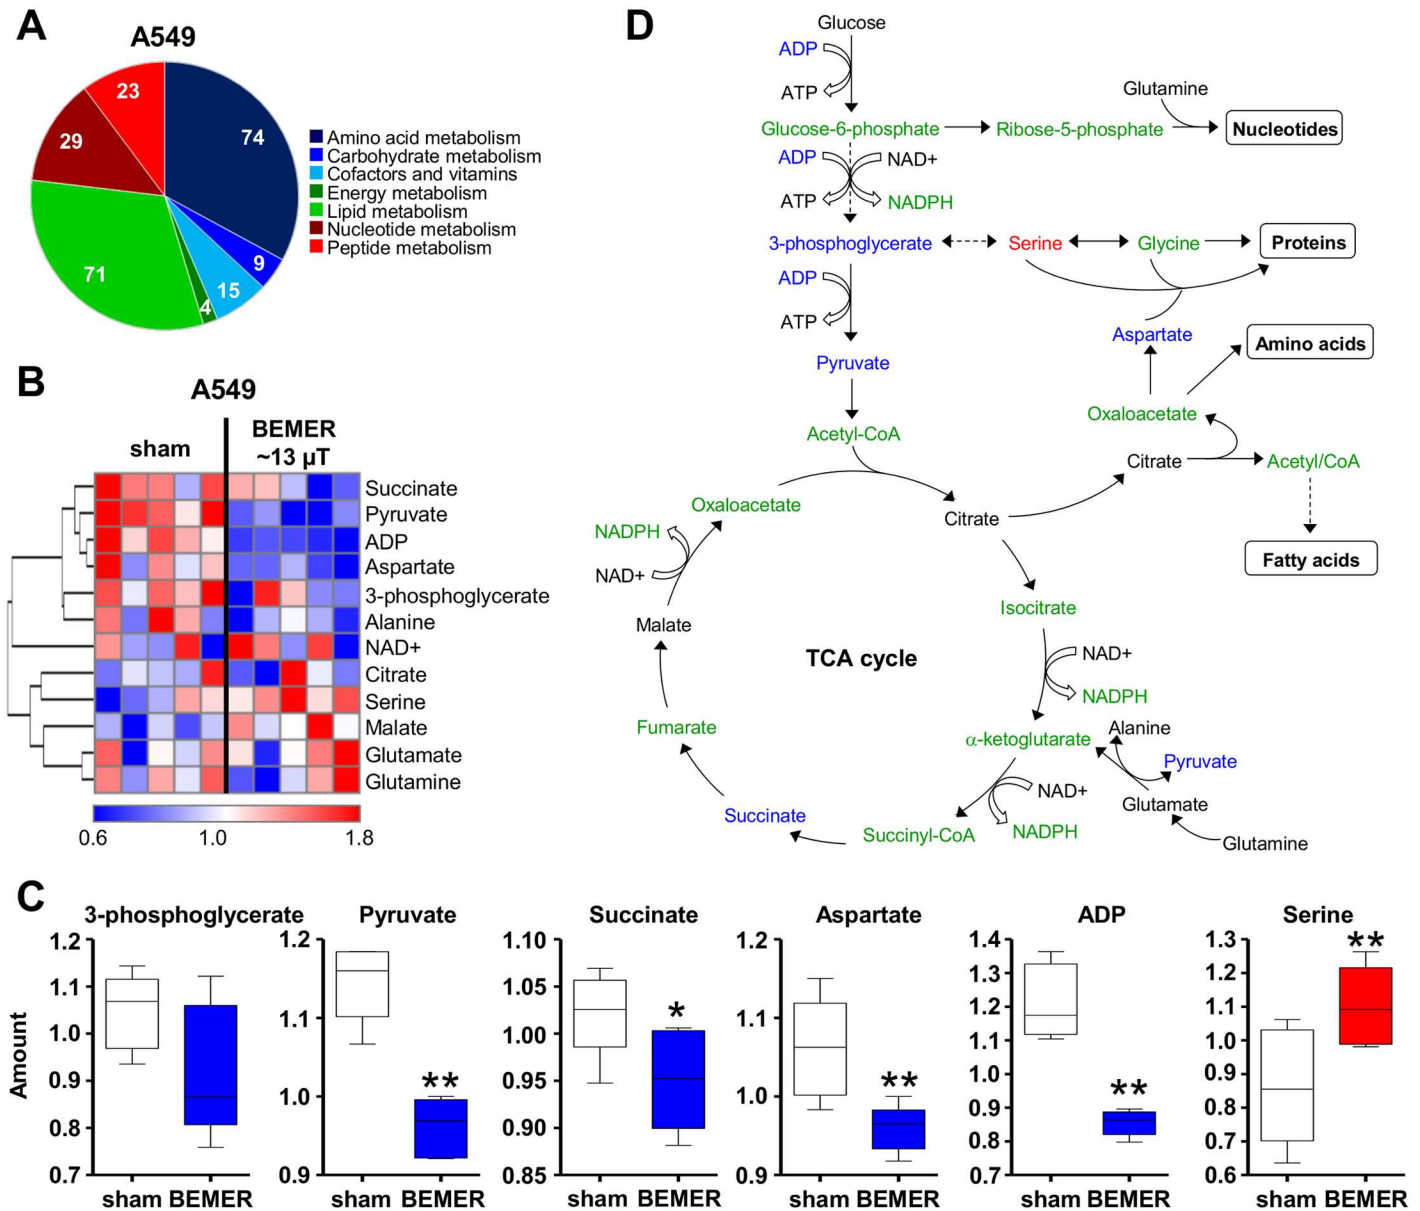 A
A549
23
74
29
71
9
15
4
Amino acid metabolism
Carbohydrate metabolism
Cofactors and vitamins
Energy metabolism
Lipid metabolism
Nucleotide metabolism
Peptide metabolism
B
A549
sham
BEMER
~13 µT
Succinate
Pyruvate
ADP
Aspartate
3-phosphoglycerate
Alanine
NAD+
Citrate
Serine
Malate
Glutamate
Glutamine
0.6 1.0 1.8
D
Glucose
ADP
ATP
Glutamine
Glucose-6-phosphate Ribose-5-phosphate Nucleotides
ADP NAD+
ATP NADPH
3-phosphoglycerate Serine Glycine Proteins
ADP
ATP
Aspartate
Amino acids
Pyruvate
Oxaloacetate
Acetyl-CoA
Citrate Acetyl/CoA
Oxaloacetate
Citrate
NADPH
NAD+
Fatty acids
Isocitrate
Malate
TCA cycle
NAD+
NADPH
Fumarate
α-ketoglutarate
Alanine
Pyruvate
NAD+
Glutamate
Succinate
Succinyl-CoA
NADPH
Glutamine
C
Amount
3-phosphoglycerate
1.2
1.1
1.0
0.9
0.8
0.7
sham BEMER
Pyruvate
1.2
1.1
1.0
0.9
**
sham BEMER
Succinate
1.10
1.05
1.00
0.95
0.90
0.85
*
sham BEMER
Aspartate
1.2
1.1
1.0
0.9
**
sham BEMER
ADP
1.4
1.3
1.2
1.1
1.0
0.9
0.8
0.7
**
sham BEMER
Serine
1.3
1.2
1.1
1.0
0.9
0.8
0.7
0.6
**
sham BEMER